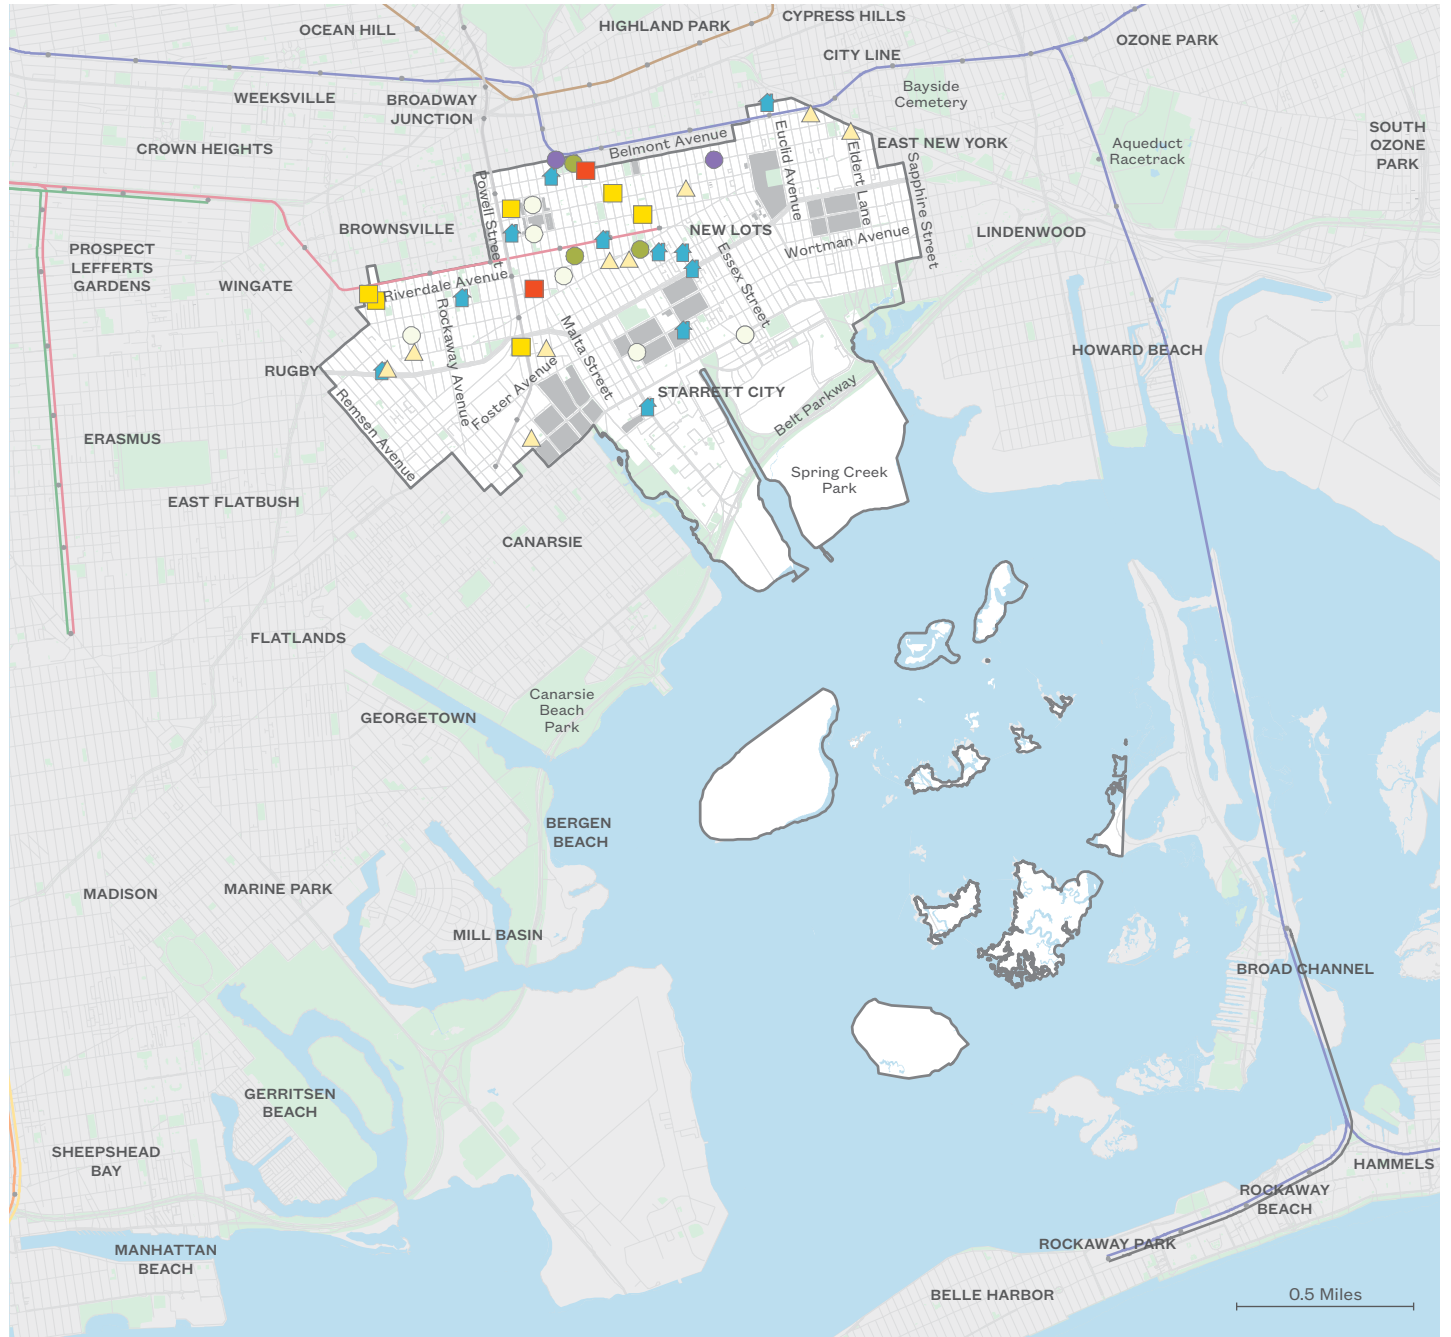 OCEAN HILL
HIGHLAND PARK
CYPRESS HILLS
CITY LINE
OZONE PARK
WEEKSVILLE
BROADWAY
JUNCTION
Bayside
Cemetery
CROWN HEIGHTS
Belmont Avenue
Euclid Avenue
Eldert Lane
EAST NEW YORK
Sapphire Street
Aqueduct
Racetrack
SOUTH
OZONE
PARK
Powell Street
BROWNSVILLE
NEW LOTS
Wortman Avenue
LINDENWOOD
PROSPECT
LEFFERTS
GARDENS
WINGATE
Riverdale Avenue
Essex Street
Rockaway Avenue
Malta Street
HOWARD BEACH
RUGBY
Foster Avenue
STARRETT CITY
Belt Parkway
Remsen Avenue
ERASMUS
Spring Creek
Park
EAST FLATBUSH
CANARSIE
FLATLANDS
Canarsie
Beach
Park
GEORGETOWN
BERGEN
BEACH
MADISON
MARINE PARK
MILL BASIN
BROAD CHANNEL
GERRITSEN
BEACH
SHEEPSHEAD
BAY
HAMMELS
ROCKAWAY
BEACH
ROCKAWAY PARK
MANHATTAN
BEACH
BELLE HARBOR
0.5 Miles